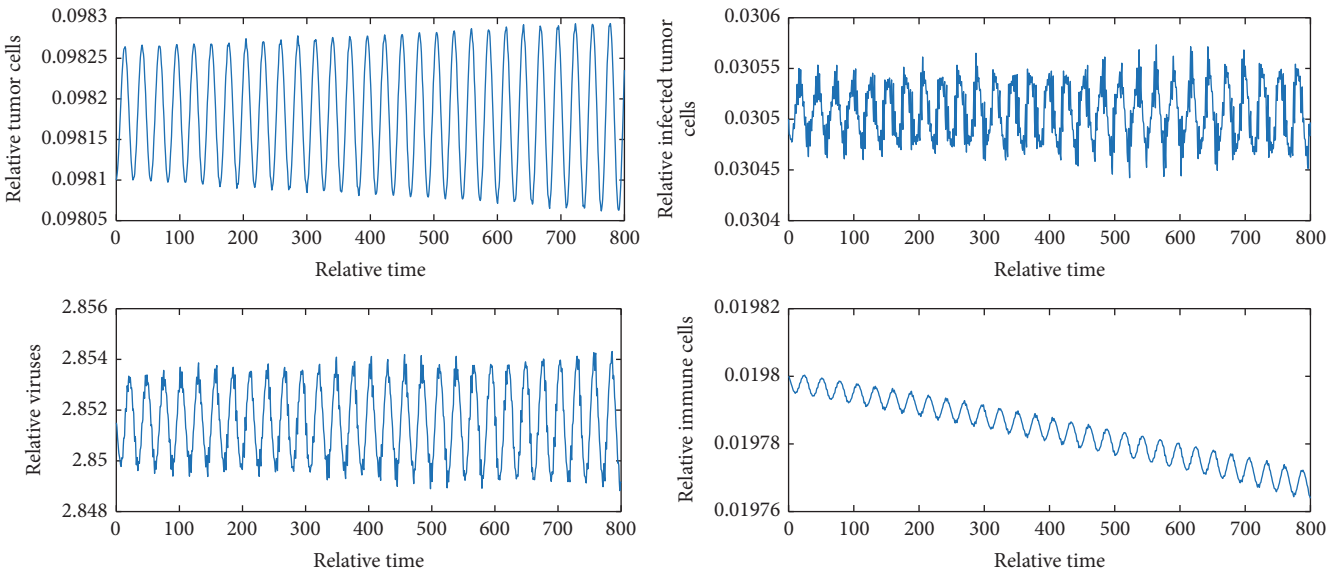 0.0983
0.09825
0.0982
0.09815
0.0981
0.09805
Relative tumor cells
0 100 200 300 400 500 600 700 800
Relative time
0.0306
0.03055
0.0305
0.03045
0.0304
Relative infected tumor
cells
0 100 200 300 400 500 600 700 800
Relative time
2.856
2.854
2.852
2.85
2.848
Relative viruses
0 100 200 300 400 500 600 700 800
Relative time
0.01982
0.0198
0.01978
0.01976
Relative immune cells
0 100 200 300 400 500 600 700 800
Relative time